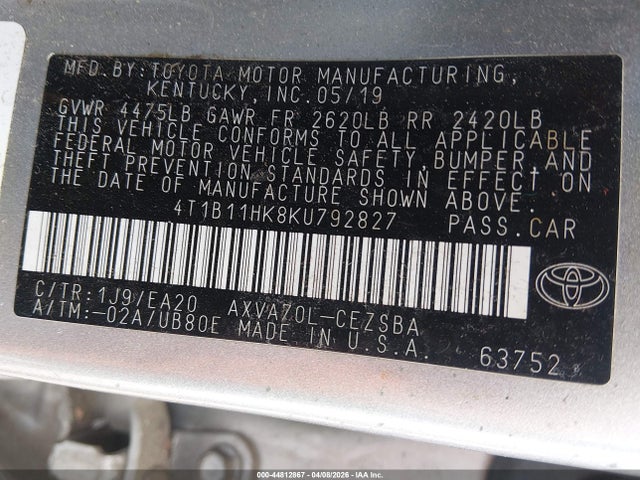 MFD.BY:TOYOTA MOTOR MANUFACTURING,
KENTUCKY,INC.05/19
GVWR 4475LB GAWR FR 2620LB RR 2420LB
THIS VEHICLE CONFORMS TO ALL APPLICABLE
FEDERAL MOTOR VEHICLE SAFETY,BUMPER,AND
THEFT PREVENTION STANDARDS IN EFFECT ON
THE DATE OF MANUFACTURE SHOWN ABOVE.
4T1B11HK8KU792827 PASS.CAR
C/TR:1J9/EA20 AXVA70L-CEZSBA
A/TM:-02A/UB80E MADE IN U.S.A. 63752
000-44812867 04/08/2026 IAA, Inc.